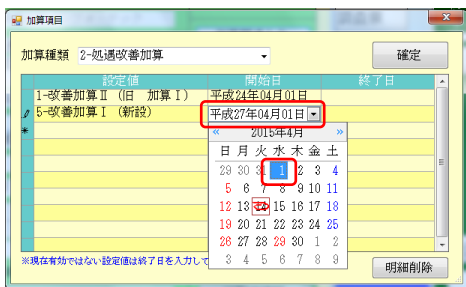 加算項目
加算種類 2-処遇改善加算 確定
設定値 開始日 終了日
1-改善加算Ⅱ (旧 加算Ⅰ) 平成24年04月01日
5-改善加算Ⅰ (新設) 平成27年04月01日
* « 2015年4月 »
日 月 火 水 木 金 土
29 30 31 1 2 3 4
5 6 7 8 9 10 11
12 13 14 15 16 17 18
19 20 21 22 23 24 25
26 27 28 29 30 1 2
3 4 5 6 7 8 9
※現在有効ではない設定値は終了日を入力して
明細削除